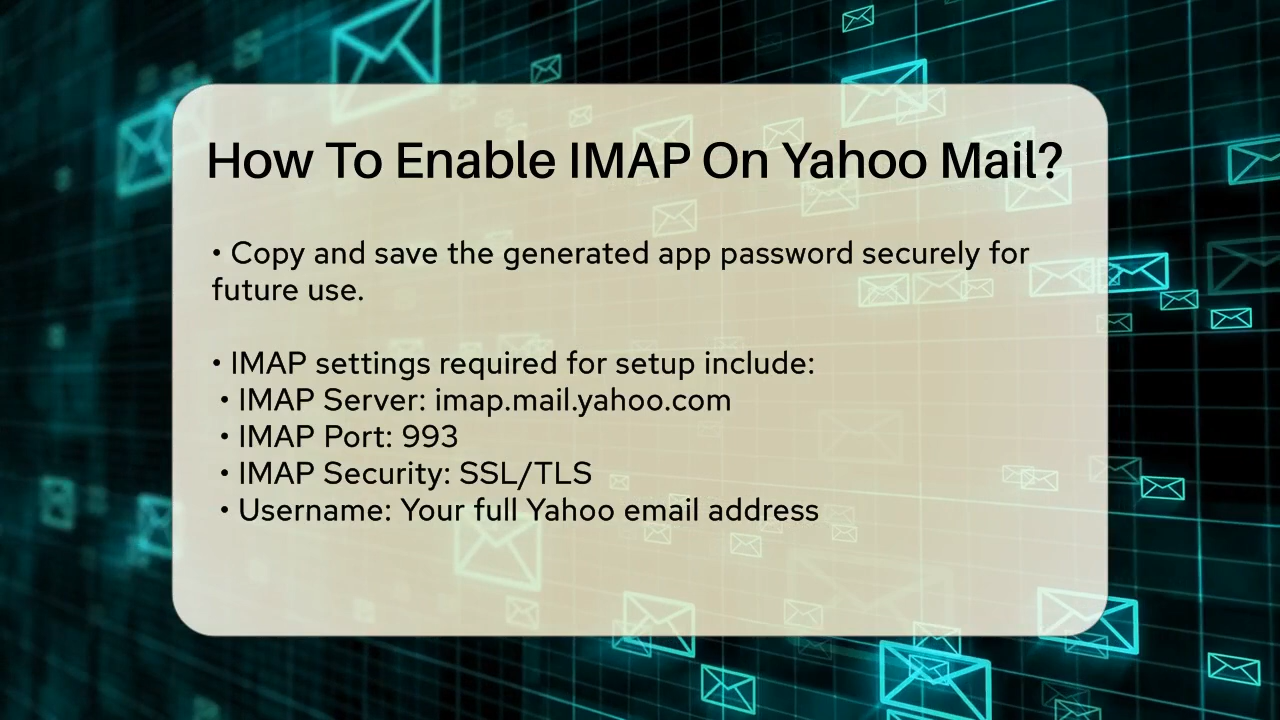 How To Enable IMAP On Yahoo Mail?
• Copy and save the generated app password securely for
future use.
• IMAP settings required for setup include:
• IMAP Server: imap.mail.yahoo.com
• IMAP Port: 993
• IMAP Security: SSL/TLS
• Username: Your full Yahoo email address